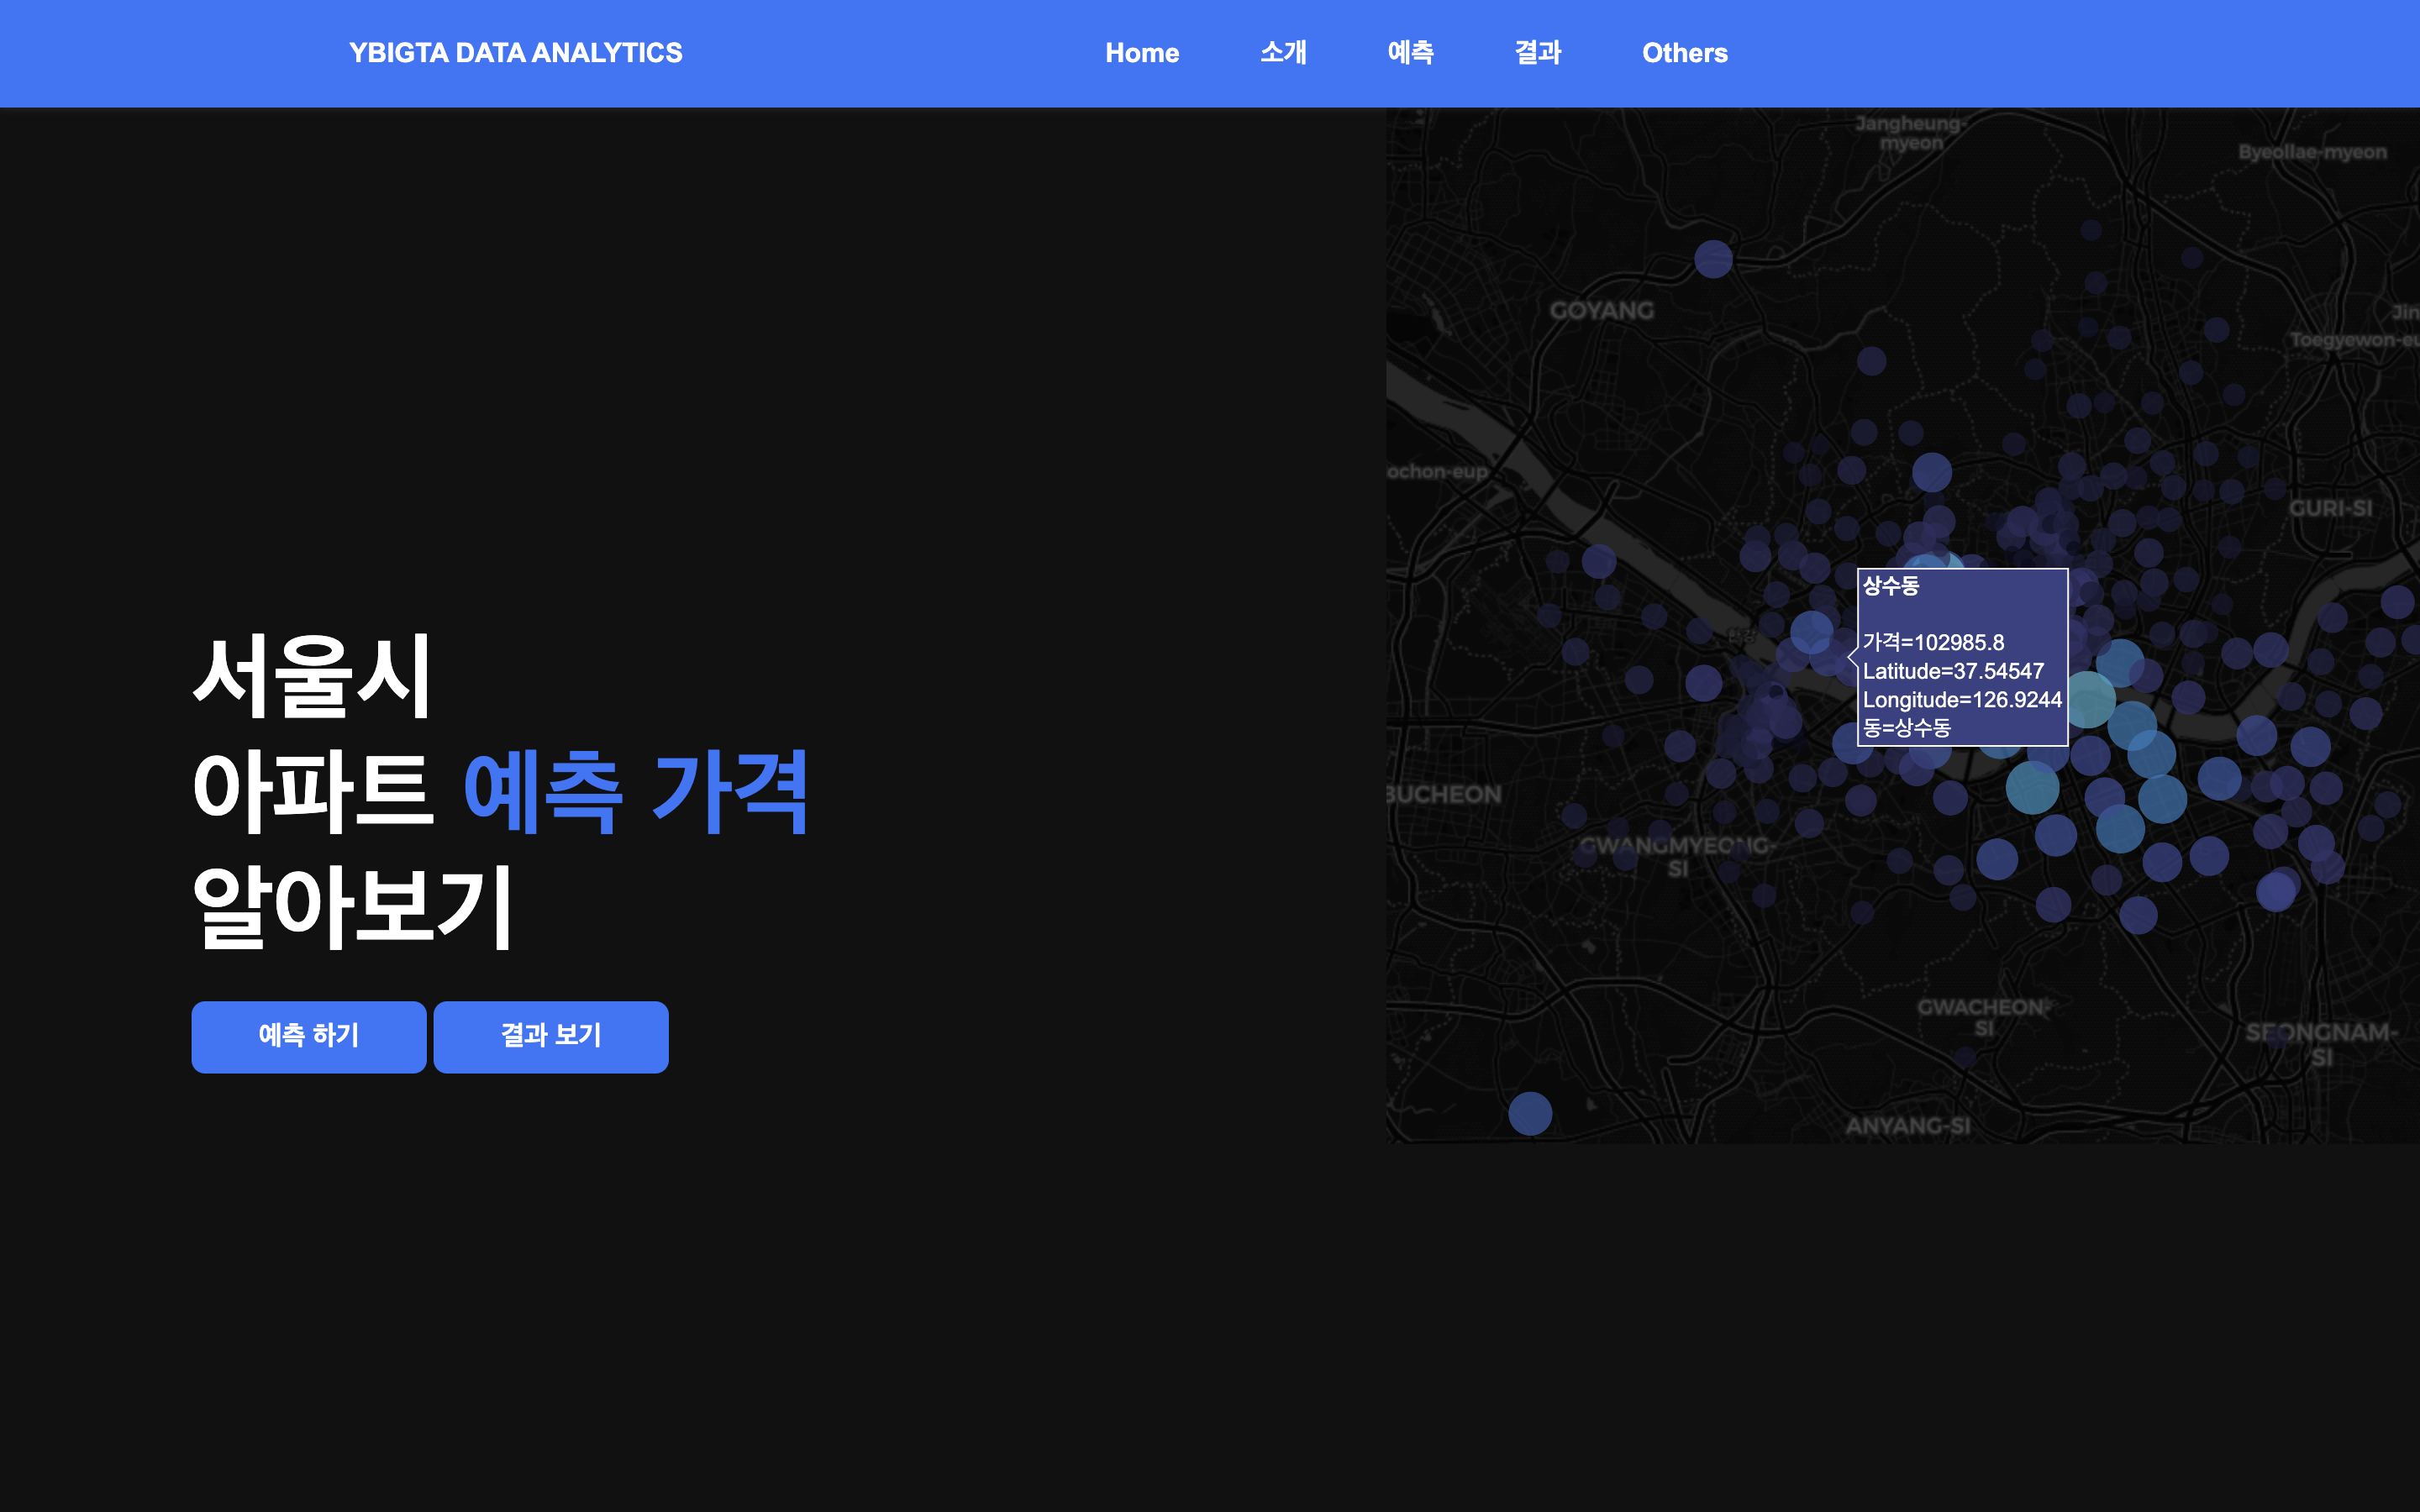 YBIGTA DATA ANALYTICS
Home
소개
예측
결과
Others
서울시
아파트 예측 가격
알아보기
예측 하기
결과 보기
Jangheung-
myeon
Byeollae-myeon
GOYANG
Jin
Toegyewon-eu
ochon-eup
GURI-SI
상수동
가격=102985.8
Latitude=37.54547
Longitude=126.9244
동=상수동
BUCHEON
GWANGMYEONG-
SI
GWACHEON-
SI
SEONGNAM-
SI
ANYANG-SI